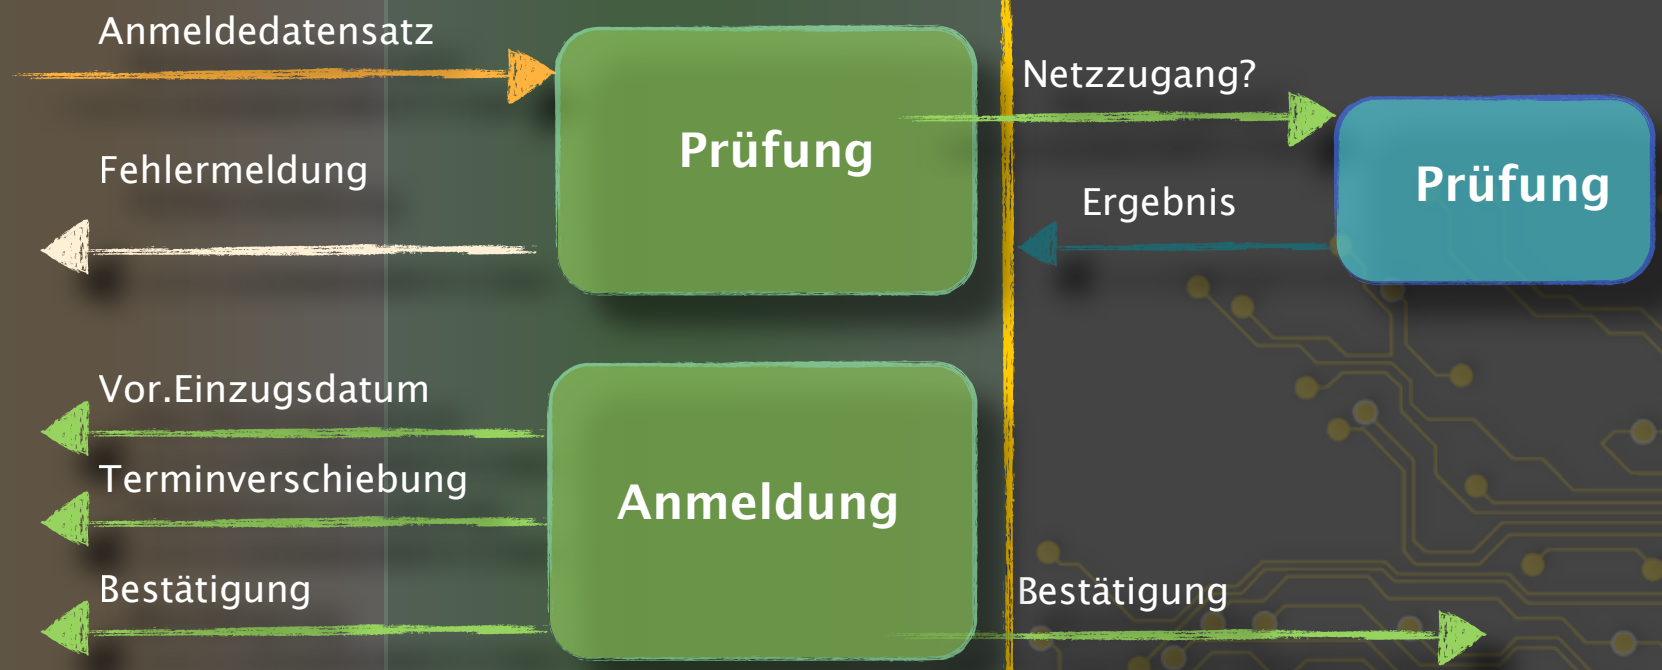 Anmeldedatensatz
Netzzugang?
Prüfung
Fehlermeldung
Prüfung
Ergebnis
Vor.Einzugsdatum
Terminverschiebung
Anmeldung
Bestätigung
Bestätigung